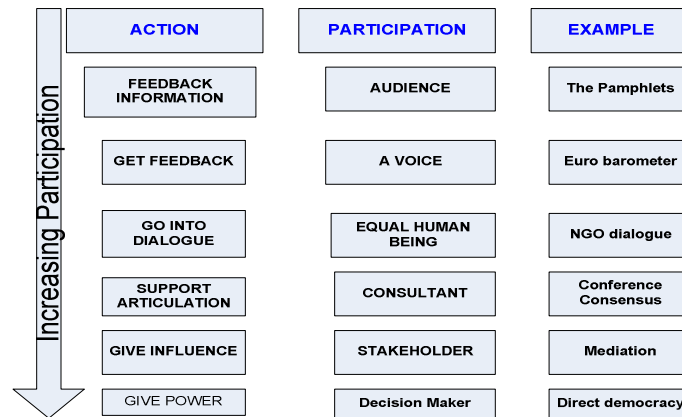 ACTION
PARTICIPATION
EXAMPLE
FEEDBACK
INFORMATION
AUDIENCE
The Pamphlets
GET FEEDBACK
A VOICE
Euro barometer
GO INTO
DIALOGUE
EQUAL HUMAN
BEING
NGO dialogue
SUPPORT
ARTICULATION
CONSULTANT
Conference
Consensus
GIVE INFLUENCE
STAKEHOLDER
Mediation
GIVE POWER
Decision Maker
Direct democracy
Increasing Participation